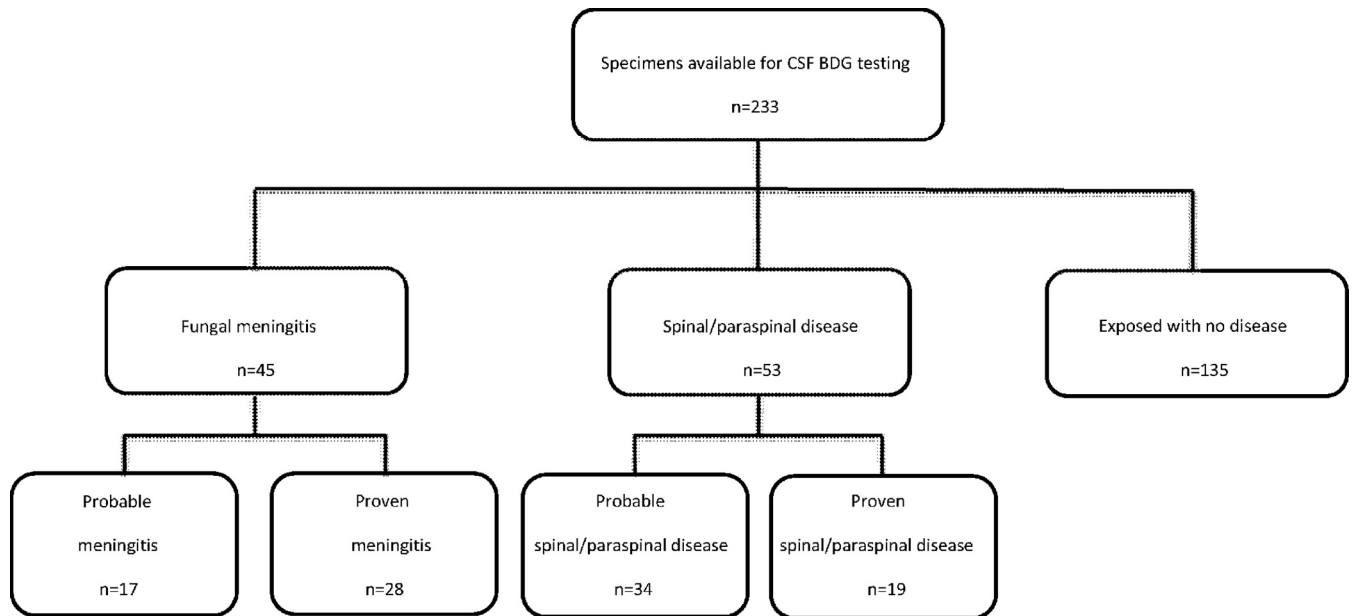 Specimens available for CSF BDG testing
n=233
Fungal meningitis
n=45
Spinal/paraspinal disease
n=53
Exposed with no disease
n=135
Probable
meningitis
n=17
Proven
meningitis
n=28
Probable
spinal/paraspinal disease
n=34
Proven
spinal/paraspinal disease
n=19